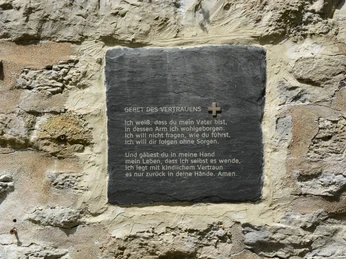 GEBET DES VERTRAUENS
Ich weiß, dass du mein Vater bist,
in dessen Arm ich wohlgeborgen.
Ich will nicht fragen, wie du führst.
Ich will dir folgen ohne Sorgen.
Und gäbest du in meine Hand
mein Leben, dass ich selbst es wende,
ich legt mit kindlichem Vertraun
es nur zurück in deine Hände. Amen.